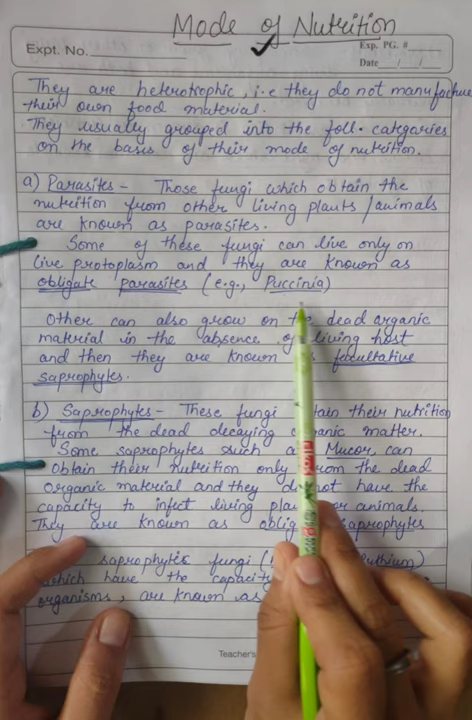 Mode of Nutrition
Expt. No.
Exp. PG. #
Date / /
They are heterotrophic, i.e they do not manufacture
their own food material.
They usually grouped into the foll. categories
on the basis of their mode of nutrition.
a) Parasites - Those fungi which obtain the
nutrition from other living plants / animals
are known as parasites.
Some of these fungi can live only on
live protoplasm and they are known as
obligate parasites (e.g., Puccinia)
Other can also grow on the dead organic
material in the absence of living host
and then they are known facultative
saprophytes.
b) Saprophytes - These fungi their nutrition
from the dead decaying matter.
Some saprophytes such Mucor, can
obtain their nutrition only from the dead
Organic material and they do not have the
capacity to infect living or animals.
They are known as saprophytes
saprophytes fungi
which have the
organisms, are known as
Teacher's